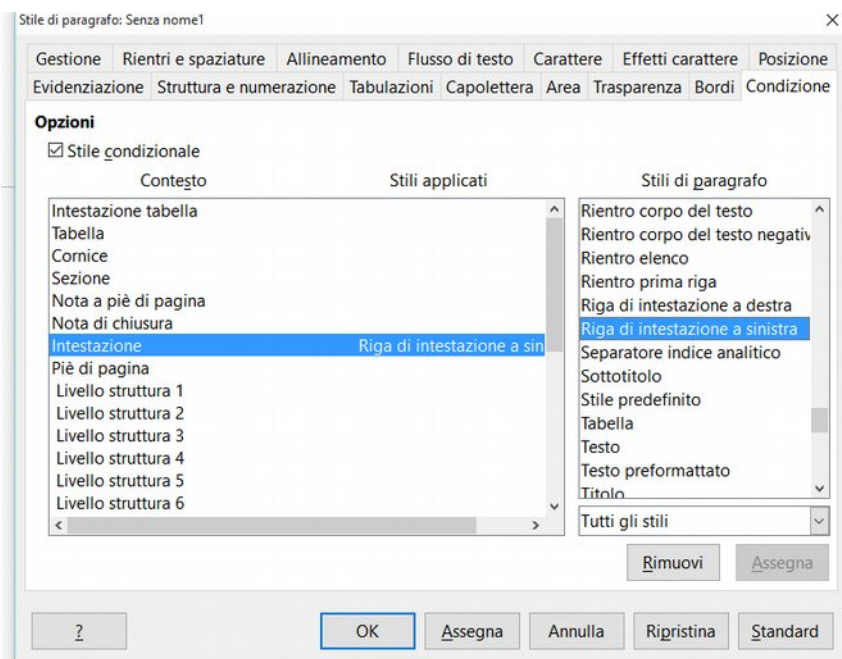 Stile di paragrafo: Senza nome1
Gestione Rientri e spaziature Allineamento Flusso di testo Carattere Effetti carattere Posizione
Evidenziazione Struttura e numerazione Tabulazioni Capolettera Area Trasparenza Bordi Condizione
Opzioni
Stile condizionale
Contesto Stili applicati Stili di paragrafo
Intestazione tabella
Tabella
Cornice
Sezione
Nota a piè di pagina
Nota di chiusura
Intestazione Riga di intestazione a sin
Piè di pagina
Livello struttura 1
Livello struttura 2
Livello struttura 3
Livello struttura 4
Livello struttura 5
Livello struttura 6
Rientro corpo del testo
Rientro corpo del testo negativ
Rientro elenco
Rientro prima riga
Riga di intestazione a destra
Riga di intestazione a sinistra
Separatore indice analitico
Sottotitolo
Stile predefinito
Tabella
Testo
Testo preformattato
Titolo
Tutti gli stili
Rimuovi Assegna
? OK Assegna Annulla Ripristina Standard